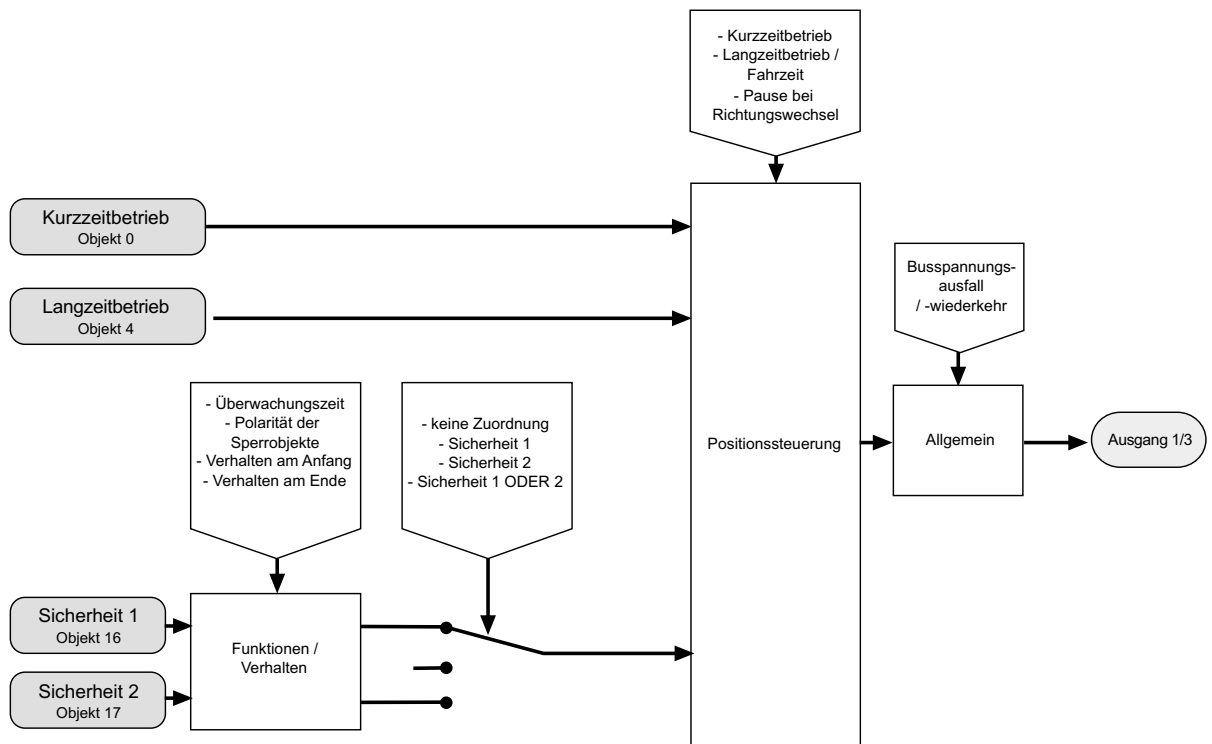 - Kurzzeitbetrieb
- Langzeitbetrieb /
Fahrzeit
- Pause bei
Richtungswechsel
Kurzzeitbetrieb
Objekt 0
Langzeitbetrieb
Objekt 4
Busspannungs-
ausfall
/ -wiederkehr
- Überwachungszeit
- Polarität der
Sperrobjekte
- Verhalten am Anfang
- Verhalten am Ende
- keine Zuordnung
- Sicherheit 1
- Sicherheit 2
- Sicherheit 1 ODER 2
Positionssteuerung
Allgemein
Ausgang 1/3
Sicherheit 1
Objekt 16
Funktionen /
Verhalten
Sicherheit 2
Objekt 17